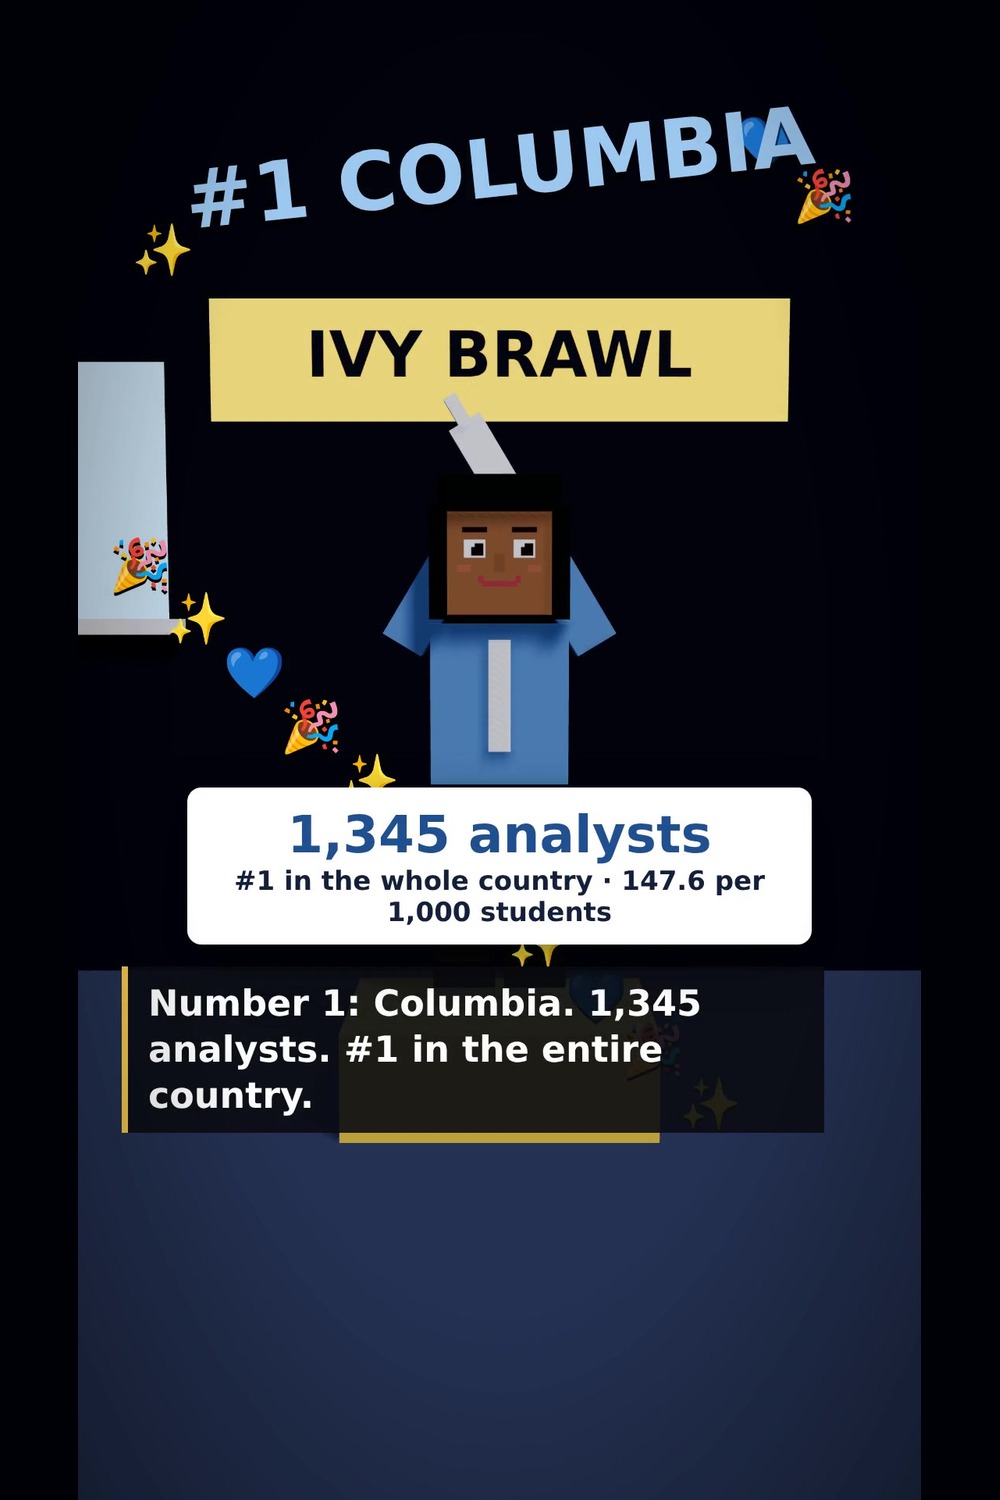 #1 COLUMBIA
IVY BRAWL
1,345 analysts
#1 in the whole country · 147.6 per
1,000 students
Number 1: Columbia. 1,345
analysts. #1 in the entire
country.